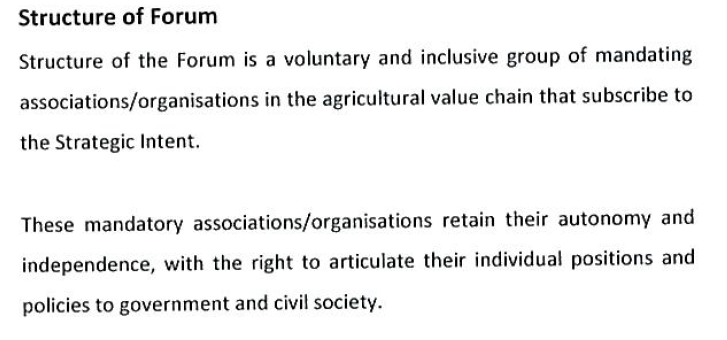 Structure of Forum
Structure of the Forum is a voluntary and inclusive group of mandating
associations/organisations in the agricultural value chain that subscribe to
the Strategic Intent.
These mandatory associations/organisations retain their autonomy and
independence, with the right to articulate their individual positions and
policies to government and civil society.